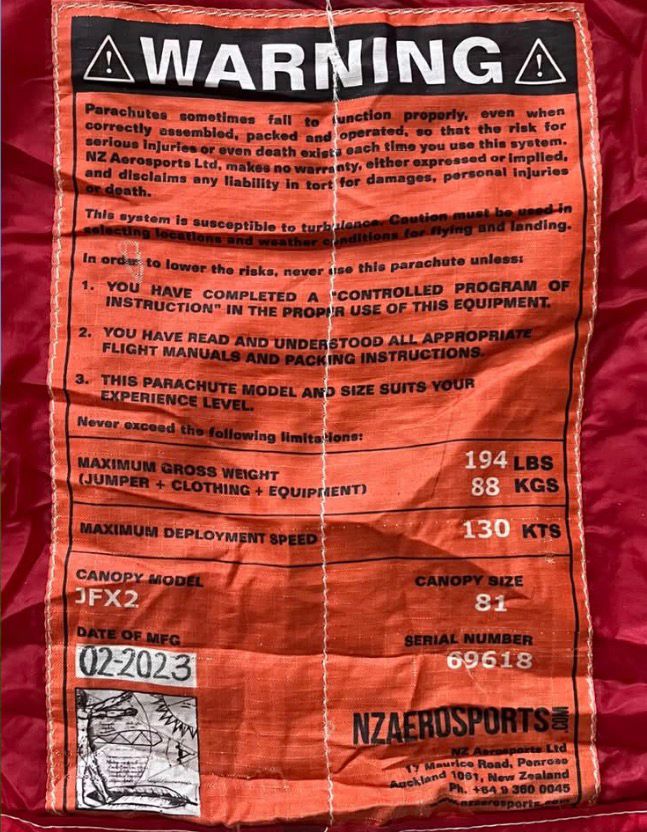 WARNING
Parachutes sometimes fail to function properly, even when
correctly assembled, packed and operated, so that the risk for
serious injuries or even death exists each time you use this system.
NZ Aerosports Ltd, makes no warranty, either expressed or implied,
and disclaims any liability in tort for damages, personal injuries
or death.
This system is susceptible to turbulence. Caution must be used in
selecting locations and weather conditions for flying and landing.
In order to lower the risks, never use this parachute unless:
1. YOU HAVE COMPLETED A "CONTROLLED PROGRAM OF
INSTRUCTION" IN THE PROPER USE OF THIS EQUIPMENT.
2. YOU HAVE READ AND UNDERSTOOD ALL APPROPRIATE
FLIGHT MANUALS AND PACKING INSTRUCTIONS.
3. THIS PARACHUTE MODEL AND SIZE SUITS YOUR
EXPERIENCE LEVEL.
Never exceed the following limitations:
MAXIMUM GROSS WEIGHT 194 LBS
(JUMPER + CLOTHING + EQUIPMENT) 88 KGS
MAXIMUM DEPLOYMENT SPEED 130 KTS
CANOPY MODEL CANOPY SIZE
JFX2 81
DATE OF MFG SERIAL NUMBER
02-2023 69618
NZAEROSPORTS.COM
NZ Aerosports Ltd
17 Maurice Road, Penrose
Auckland 1061, New Zealand
Ph. +64 9 360 0045
www.nzaerosports.com